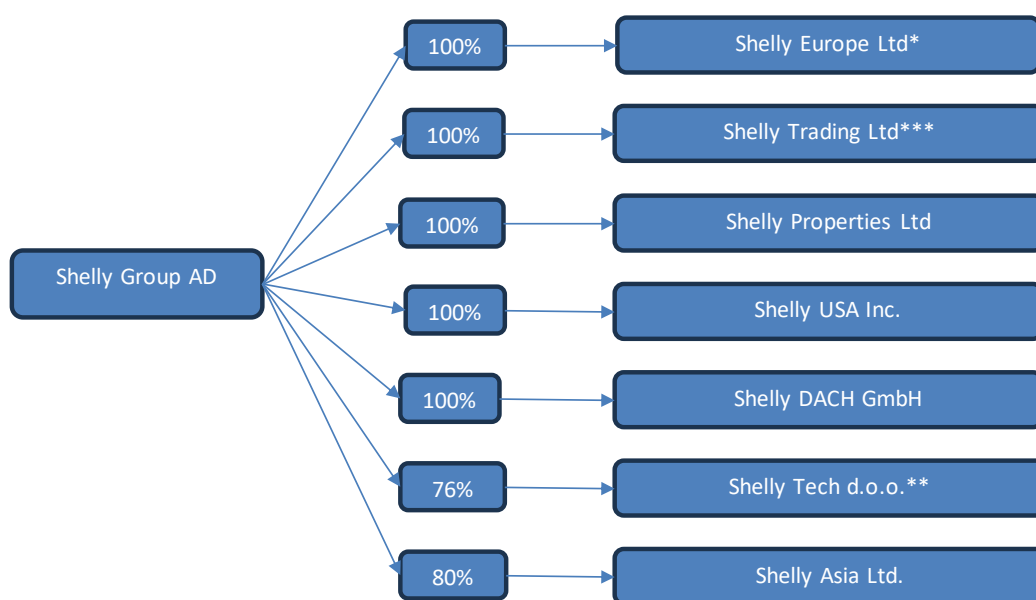 100%
Shelly Europe Ltd*
100%
Shelly Trading Ltd***
100%
Shelly Properties Ltd
Shelly Group AD
100%
Shelly USA Inc.
100%
Shelly DACH GmbH
76%
Shelly Tech d.o.o.**
80%
Shelly Asia Ltd.